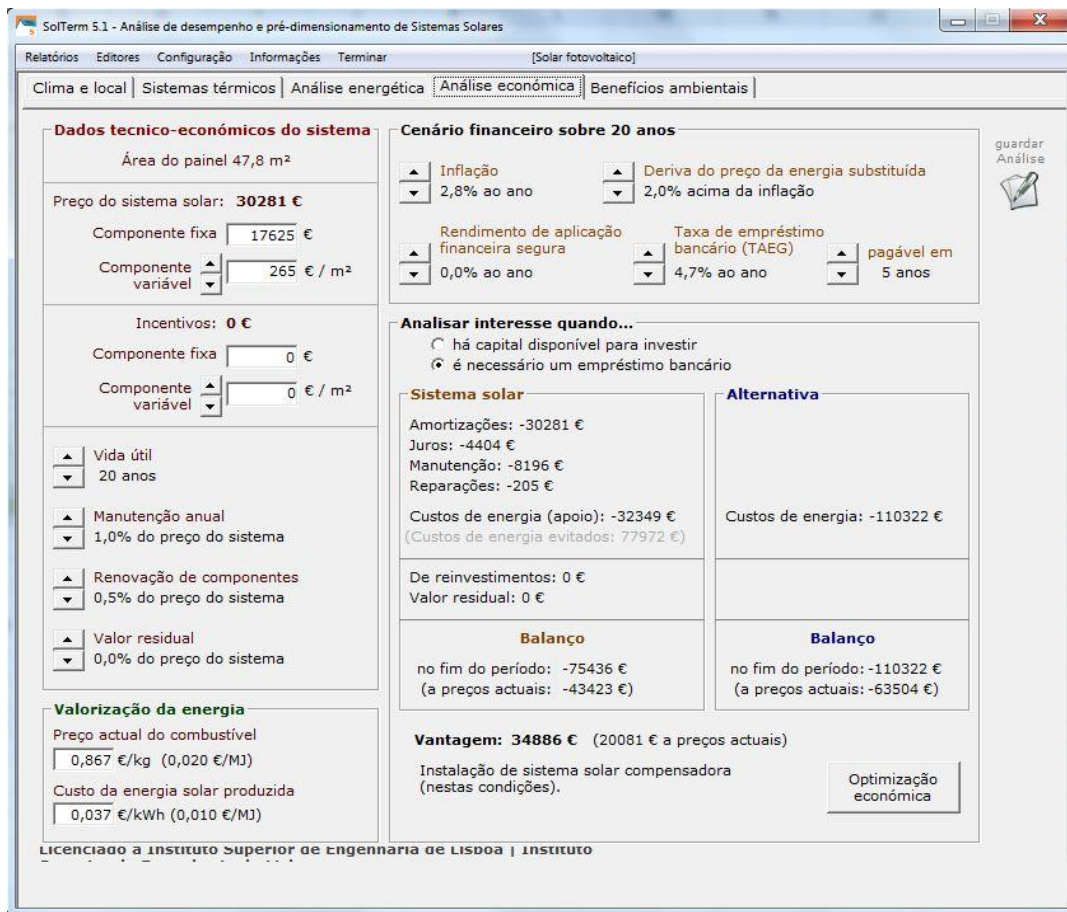 SolTerm 5.1 - Análise de desempenho e pré-dimensionamento de Sistemas Solares
Relatórios Editores Configuração Informações Terminar [Solar fotovoltaico]
Clima e local Sistemas térmicos Análise energética Análise económica Benefícios ambientais
Dados tecnico-económicos do sistema
Área do painel 47,8 m²
Preço do sistema solar: 30281 €
Componente fixa 17625 €
Componente
variável 265 € / m²
Incentivos: 0 €
Componente fixa 0 €
Componente
variável 0 € / m²
Vida útil
20 anos
Manutenção anual
1,0% do preço do sistema
Renovação de componentes
0,5% do preço do sistema
Valor residual
0,0% do preço do sistema
Valorização da energia
Preço actual do combustível
0,867 €/kg (0,020 €/MJ)
Custo da energia solar produzida
0,037 €/kWh (0,010 €/MJ)
Cenário financeiro sobre 20 anos
Inflação
2,8% ao ano
Deriva do preço da energia substituída
2,0% acima da inflação
Rendimento de aplicação
financeira segura
0,0% ao ano
Taxa de empréstimo
bancário (TAEG)
4,7% ao ano
pagável em
5 anos
guardar
Análise
Analisar interesse quando...
há capital disponível para investir
é necessário um empréstimo bancário
Sistema solar
Amortizações: -30281 €
Juros: -4404 €
Manutenção: -8196 €
Reparações: -205 €
Custos de energia (apoio): -32349 €
(Custos de energia evitados: 77972 €)
De reinvestimentos: 0 €
Valor residual: 0 €
Balanço
no fim do período: -75436 €
(a preços actuais: -43423 €)
Alternativa
Custos de energia: -110322 €
Balanço
no fim do período: -110322 €
(a preços actuais: -63504 €)
Vantagem: 34886 € (20081 € a preços actuais)
Instalação de sistema solar compensadora
(nestas condições).
Optimização
económica
Licenciado a Instituto Superior de Engenharia de Lisboa | Instituto